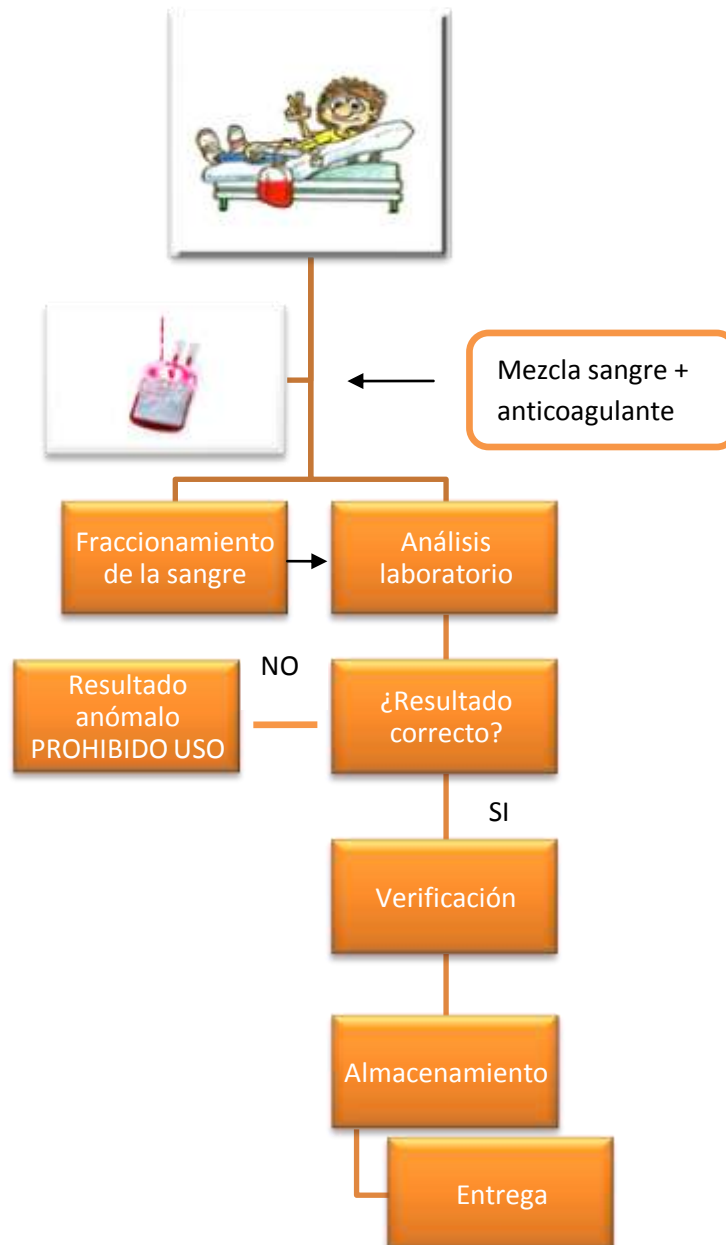 Mezcla sangre +
anticoagulante
Fraccionamiento
de la sangre
Análisis
laboratorio
NO
Resultado
anómalo
PROHIBIDO USO
¿Resultado
correcto?
SI
Verificación
Almacenamiento
Entrega